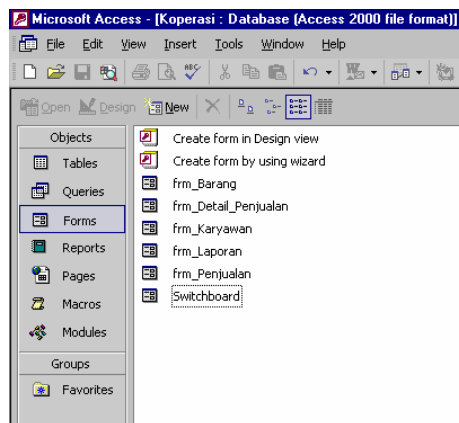 Microsoft Access - [Koperasi : Database (Access 2000 file format)]
File Edit View Insert Tools Window Help
Open Design New
Objects
Tables
Queries
Forms
Reports
Pages
Macros
Modules
Groups
Favorites
Create form in Design view
Create form by using wizard
frm_Barang
frm_Detail_Penjualan
frm_Karyawan
frm_Laporan
frm_Penjualan
Switchboard